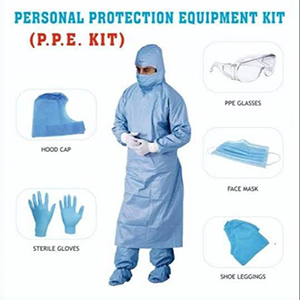 PERSONAL PROTECTION EQUIPMENT KIT
(P.P.E. KIT)
PPE GLASSES
HOOD CAP
FACE MASK
STERILE GLOVES
SHOE LEGGINGS